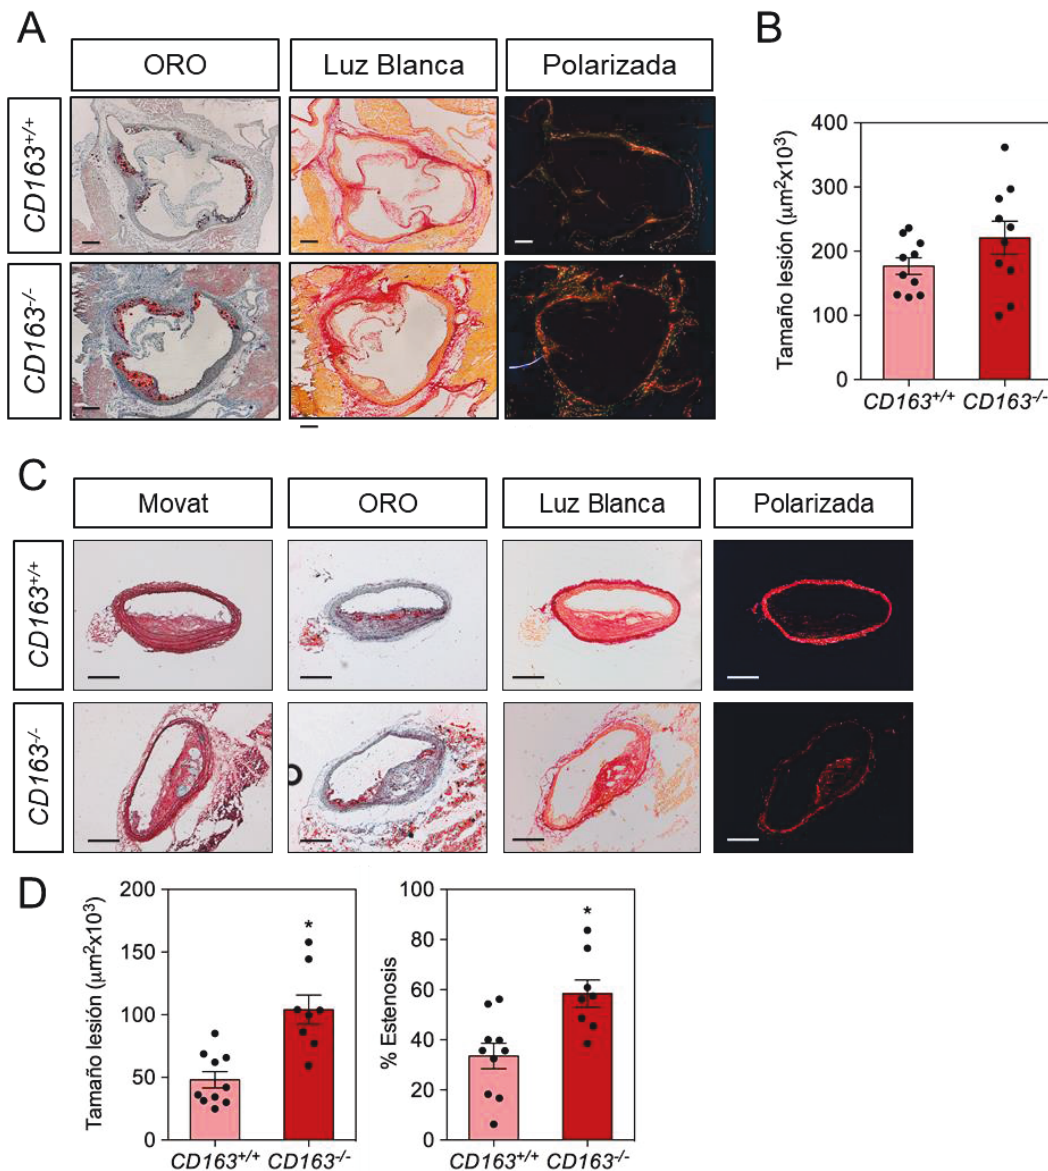 A
ORO
Luz Blanca
Polarizada
CD163+/+
CD163-/-
B
Tamaño lesión (µm²x10³)
400
300
200
100
0
CD163+/+
CD163-/-
C
Movat
ORO
Luz Blanca
Polarizada
CD163+/+
CD163-/-
D
Tamaño lesión (µm²x10³)
200
150
100
50
0
*
CD163+/+
CD163-/-
% Estenosis
100
80
60
40
20
0
*
CD163+/+
CD163-/-